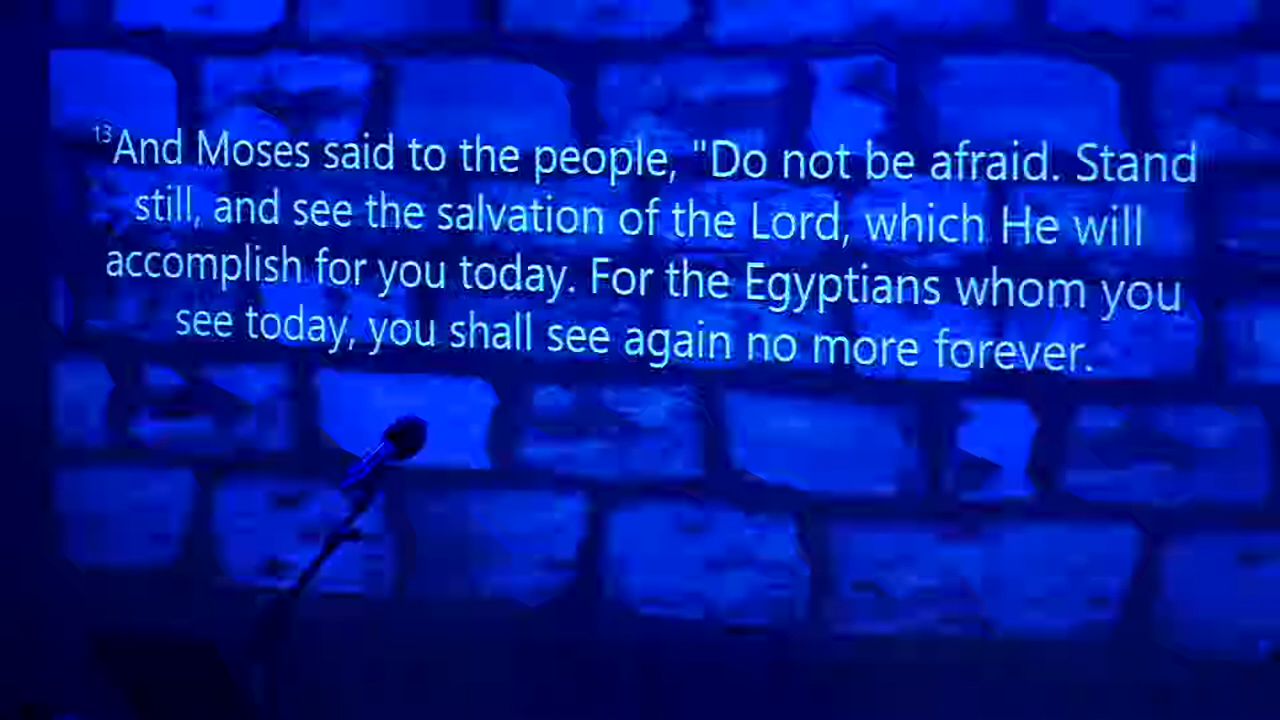 13And Moses said to the people, "Do not be afraid. Stand
still, and see the salvation of the Lord, which He will
accomplish for you today. For the Egyptians whom you
see today, you shall see again no more forever.